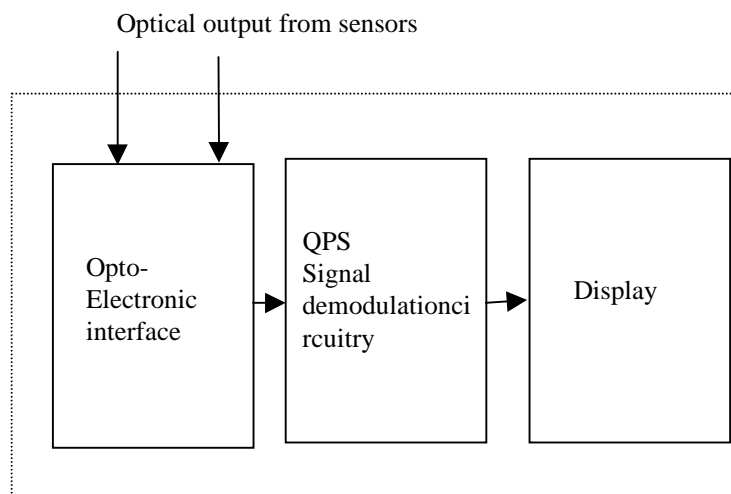 Optical output from sensors
Opto-
Electronic
interface
QPS
Signal
demodulationci
rcuitry
Display